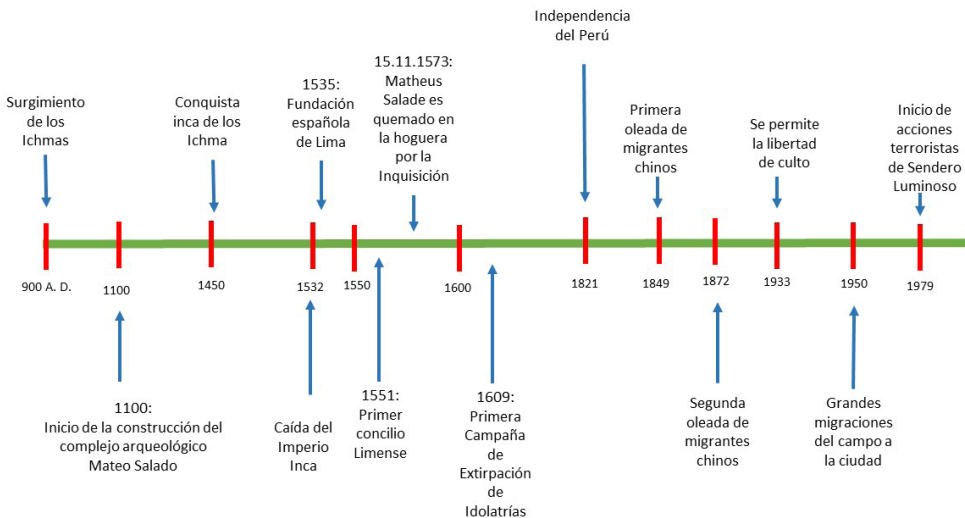 Surgimiento
de los
Ichmas
Conquista
inca de los
Ichma
1535:
Fundación
española
de Lima
15.11.1573:
Matheus
Salade es
quemado en
la hoguera
por la
Inquisición
Independencia
del Perú
Primera
oleada de
migrantes
chinos
Se permite
la libertad
de culto
Inicio de
acciones
terroristas
de Sendero
Luminoso
900 A. D.
1100
1450
1532
1550
1600
1821
1849
1872
1933
1950
1979
1100:
Inicio de la construcción del
complejo arqueológico
Mateo Salado
Caída del
Imperio
Inca
1551:
Primer
concilio
Limense
1609:
Primera
Campaña
de
Extirpación
de
Idolatrías
Segunda
oleada de
migrantes
chinos
Grandes
migraciones
del campo a
la ciudad